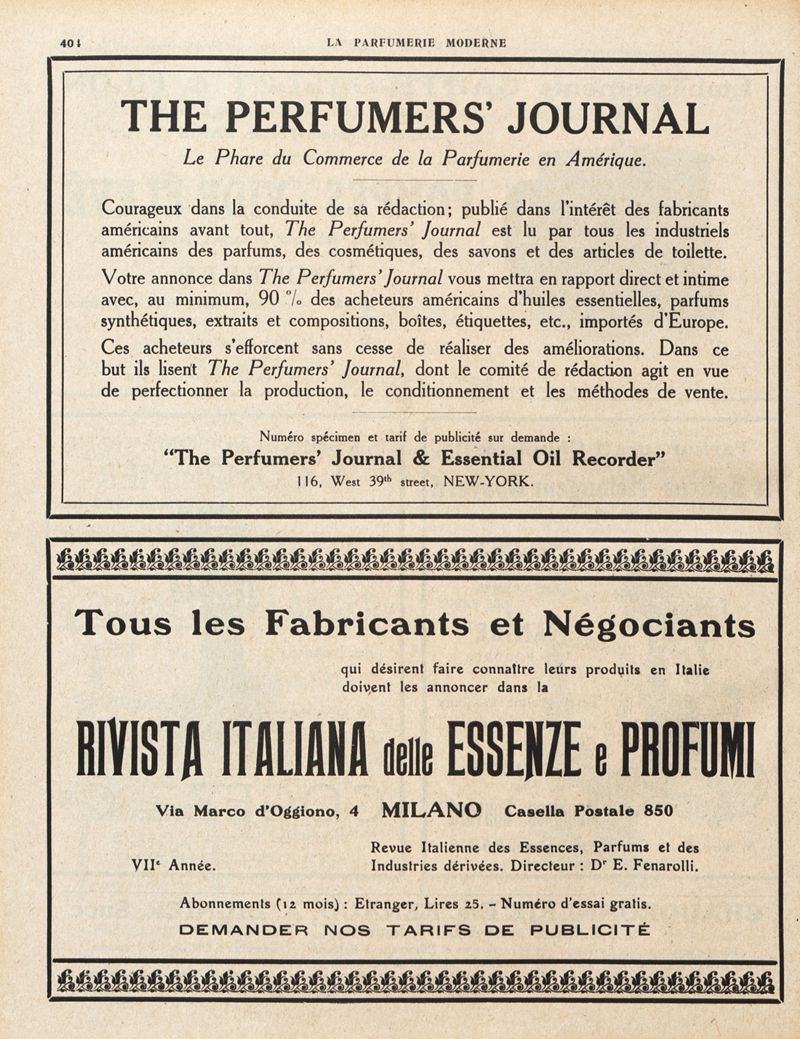 404 LA PARFUMERIE MODERNE
THE PERFUMERS' JOURNAL
Le Phare du Commerce de la Parfumerie en Amérique.
Courageux dans la conduite de sa rédaction; publié dans l'intérêt des fabricants
américains avant tout, The Perfumers' Journal est lu par tous les industriels
américains des parfums, des cosmétiques, des savons et des articles de toilette.
Votre annonce dans The Perfumers' Journal vous mettra en rapport direct et intime
avec, au minimum, 90 % des acheteurs américains d'huiles essentielles, parfums
synthétiques, extraits et compositions, boîtes, étiquettes, etc., importés d'Europe.
Ces acheteurs s'efforcent sans cesse de réaliser des améliorations. Dans ce
but ils lisent The Perfumers' Journal, dont le comité de rédaction agit en vue
de perfectionner la production, le conditionnement et les méthodes de vente.
Numéro spécimen et tarif de publicité sur demande :
"The Perfumers' Journal & Essential Oil Recorder"
116, West 39th street, NEW-YORK.
Tous les Fabricants et Négociants
qui désirent faire connaître leurs produits en Italie
doivent les annoncer dans la
RIVISTA ITALIANA delle ESSENZE e PROFUMI
Via Marco d'Oggiono, 4 MILANO Casella Postale 850
Revue Italienne des Essences, Parfums et des
VIIe Année. Industries dérivées. Directeur : Dr E. Fenarolli.
Abonnements (12 mois) : Etranger, Lires 25. - Numéro d'essai gratis.
DEMANDER NOS TARIFS DE PUBLICITÉ